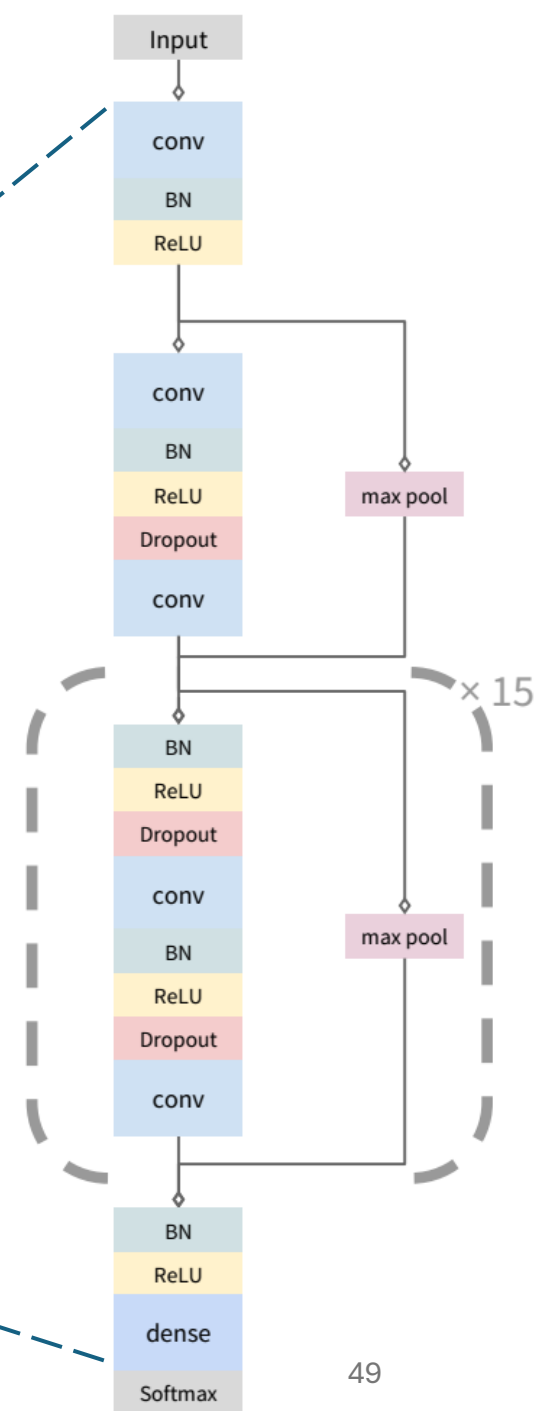 Input
conv
BN
ReLU
conv
BN
ReLU
max pool
Dropout
conv
× 15
BN
ReLU
Dropout
conv
max pool
BN
ReLU
Dropout
conv
BN
ReLU
dense
49
Softmax